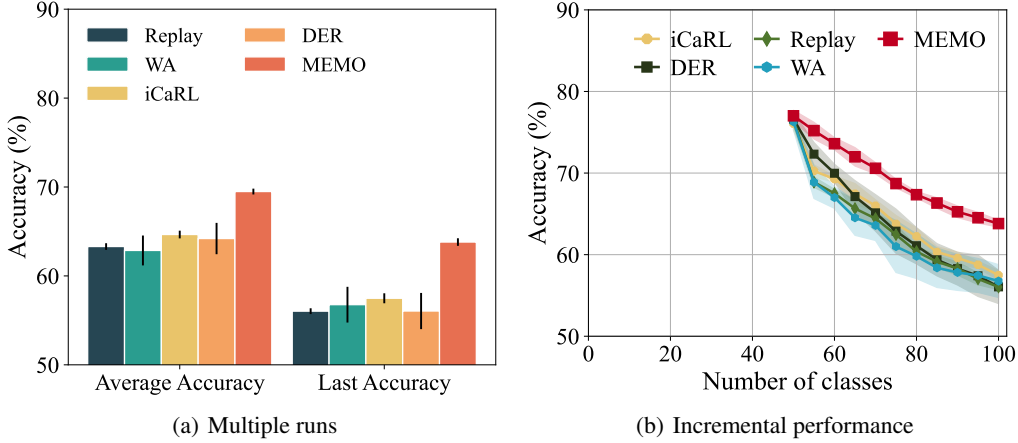 90
80
70
60
50
Accuracy (%)
Replay
WA
iCaRL
DER
MEMO
Average Accuracy
Last Accuracy
(a) Multiple runs
90
80
70
60
50
Accuracy (%)
iCaRL
DER
Replay
WA
MEMO
0 20 40 60 80 100
Number of classes
(b) Incremental performance